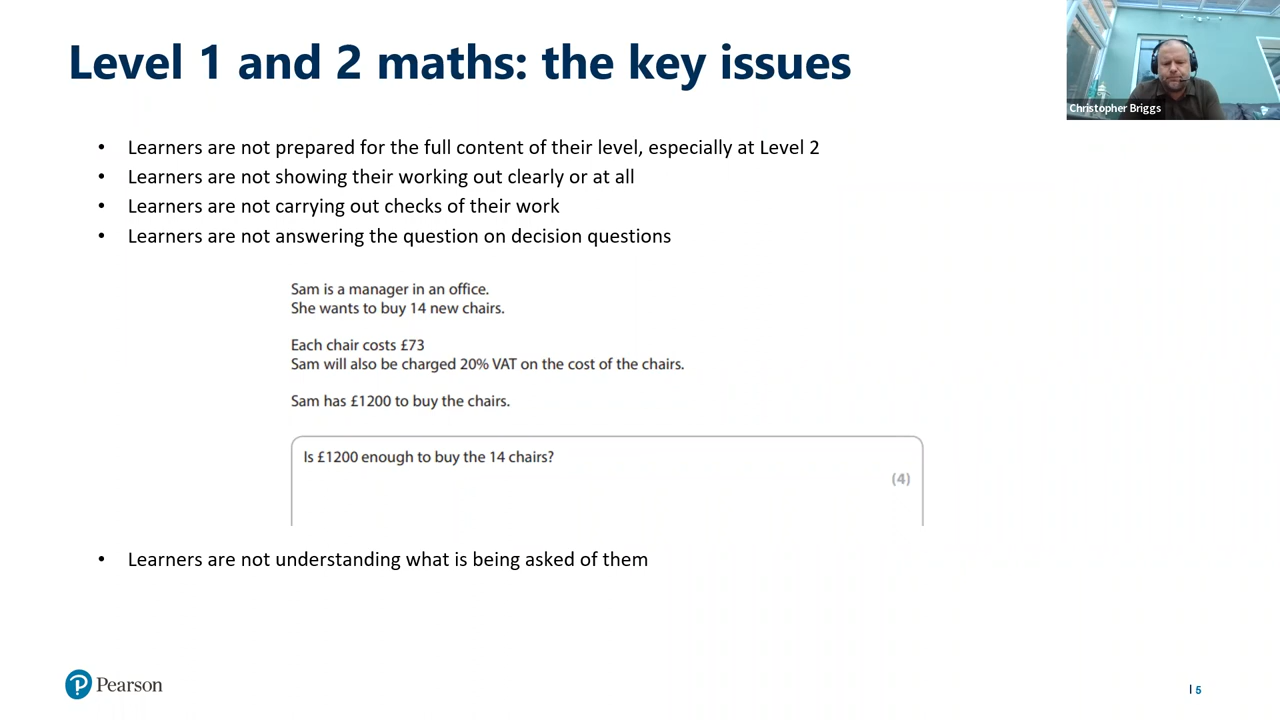 Level 1 and 2 maths: the key issues
Christopher Briggs
• Learners are not prepared for the full content of their level, especially at Level 2
• Learners are not showing their working out clearly or at all
• Learners are not carrying out checks of their work
• Learners are not answering the question on decision questions
Sam is a manager in an office.
She wants to buy 14 new chairs.
Each chair costs £73
Sam will also be charged 20% VAT on the cost of the chairs.
Sam has £1200 to buy the chairs.
Is £1200 enough to buy the 14 chairs?
(4)
• Learners are not understanding what is being asked of them
P Pearson
| 5